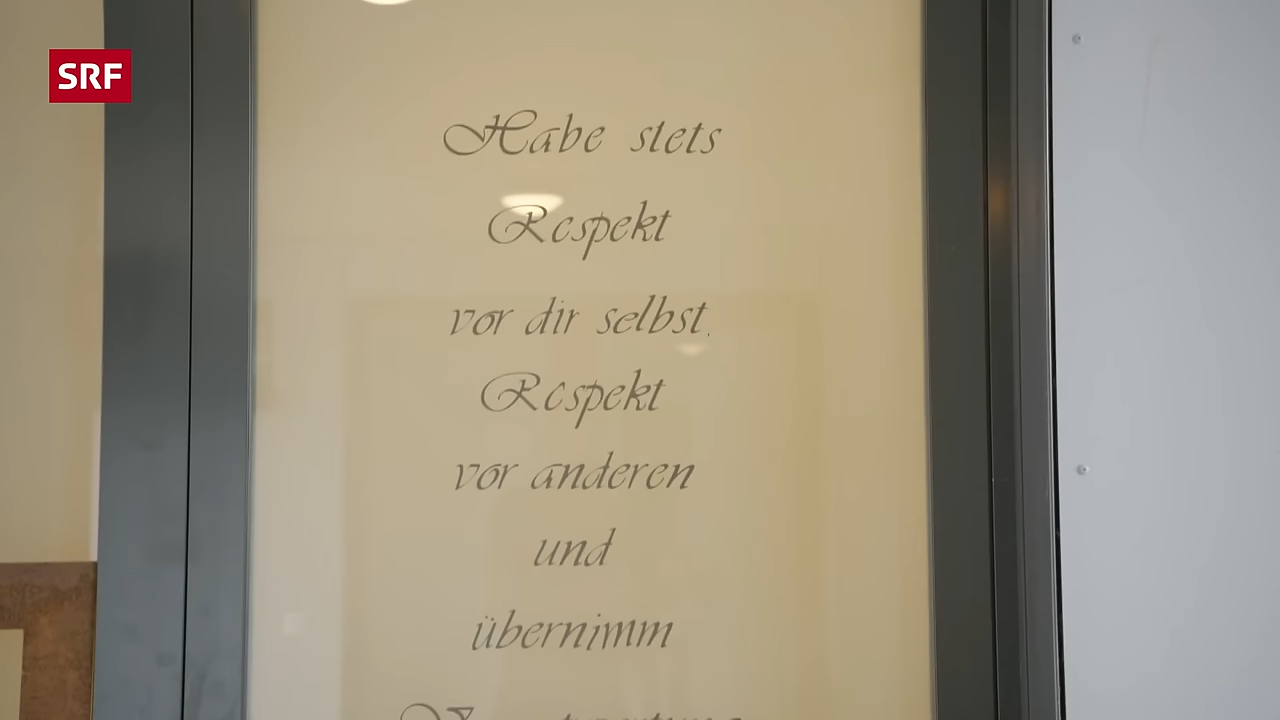 SRF
Habe stets
Respekt
vor dir selbst,
Respekt
vor anderen
und
übernimm